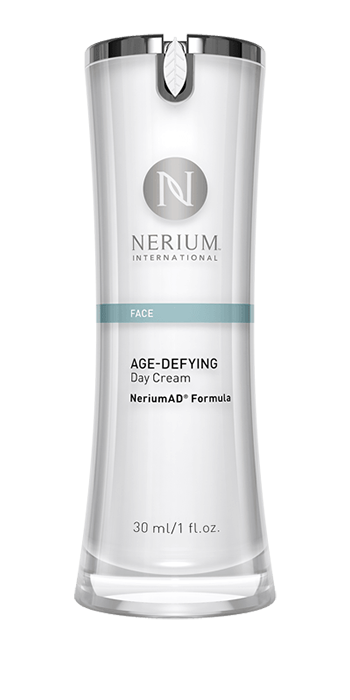 N
NERIUM
INTERNATIONAL
FACE
AGE-DEFYING
Day Cream
NeriumAD® Formula
30 ml/1 fl.oz.